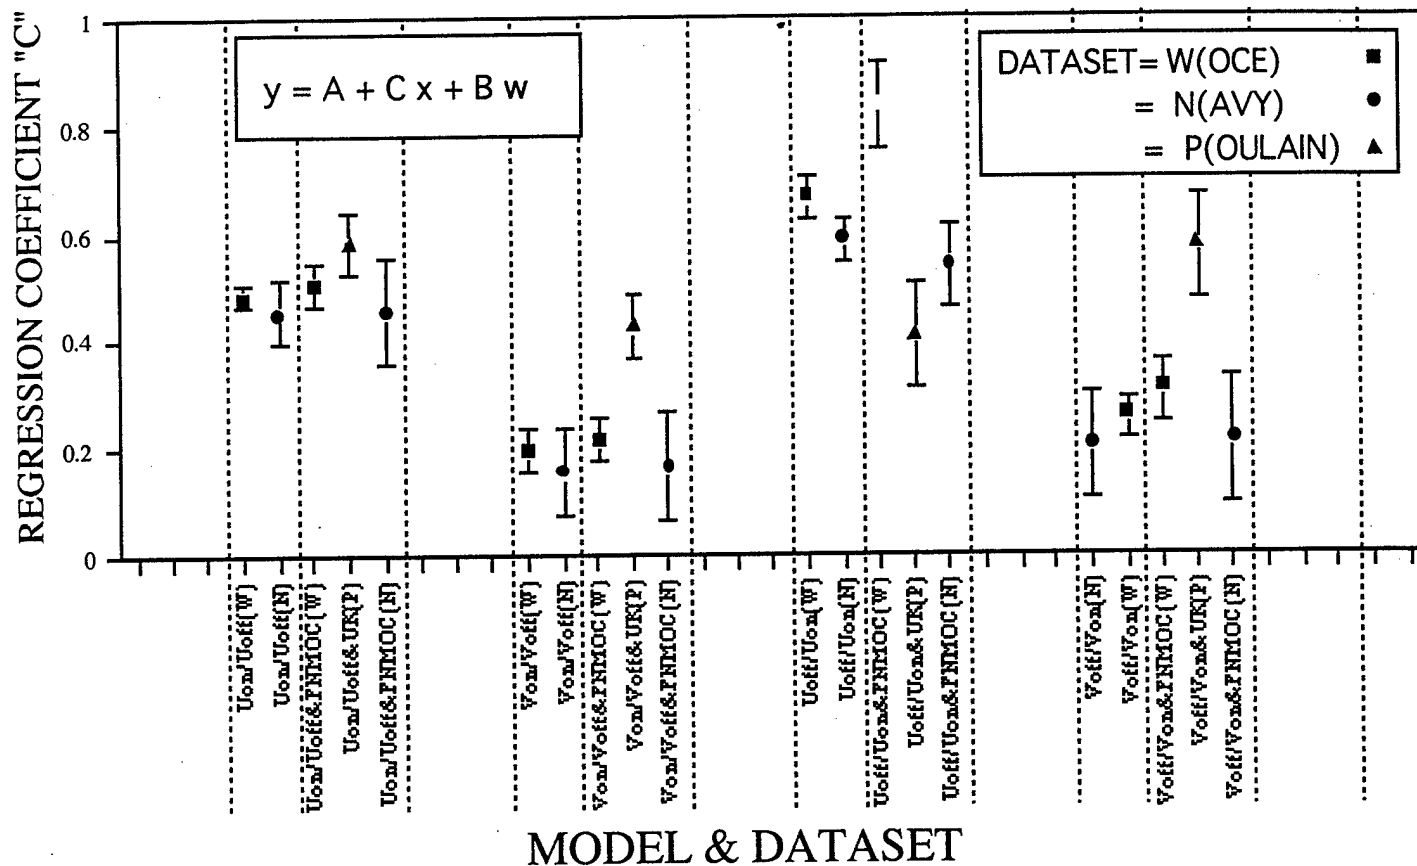 REGRESSION COEFFICIENT "C"
1
0.8
0.6
0.4
0.2
0
y = A + C x + B w
DATASET= W(OCE)
= N(AVY)
= P(OULAIN)
Uon/Uoff(W)
Uon/Uoff(N)
Uon/Uoff&FNMOC(W)
Uon/Uoff&UK(P)
Uon/Uoff&FNMOC(N)
Von/Voff(W)
Von/Voff(N)
Von/Voff&FNMOC(W)
Von/Voff&UK(P)
Von/Voff&FNMOC(N)
Uoff/Uon(W)
Uoff/Uon(N)
Uoff/Uon&FNMOC(W)
Uoff/Uon&UK(P)
Uoff/Uon&FNMOC(N)
Voff/Von(N)
Voff/Von(W)
Voff/Von&FNMOC(W)
Voff/Von&UK(P)
Voff/Von&FNMOC(N)
MODEL & DATASET